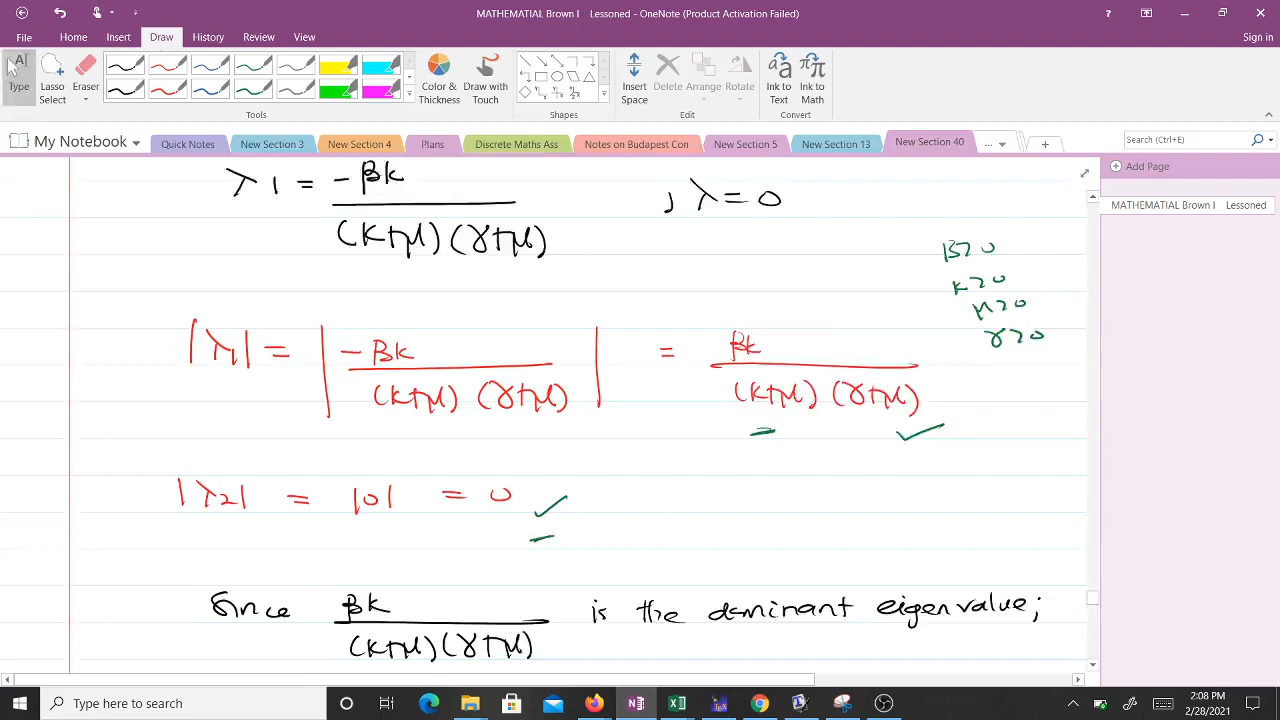 MATHEMATIAL Brown I Lessoned - OneNote (Product Activation Failed)
File Home Insert Draw History Review View Sign in
Type Lasso Select Eraser Color & Thickness Draw with Touch Insert Space Delete Arrange Rotate Ink to Text Ink to Math
Tools Shapes Edit Convert
My Notebook Quick Notes New Section 3 New Section 4 Plans Discrete Maths Ass Notes on Budapest Con New Section 5 New Section 13 New Section 40 ... Search (Ctrl+E)
Add Page
MATHEMATIAL Brown I Lessoned
λ1 = -βk / (k+μ)(γ+μ) ; λ = 0
β>0
k>0
μ>0
γ>0
|λ1| = | -βk / (k+μ)(γ+μ) | = βk / (k+μ)(γ+μ)
|λ2| = |0| = 0
Since βk / (k+μ)(γ+μ) is the dominant eigenvalue;
Type here to search
2:08 PM
2/28/2021